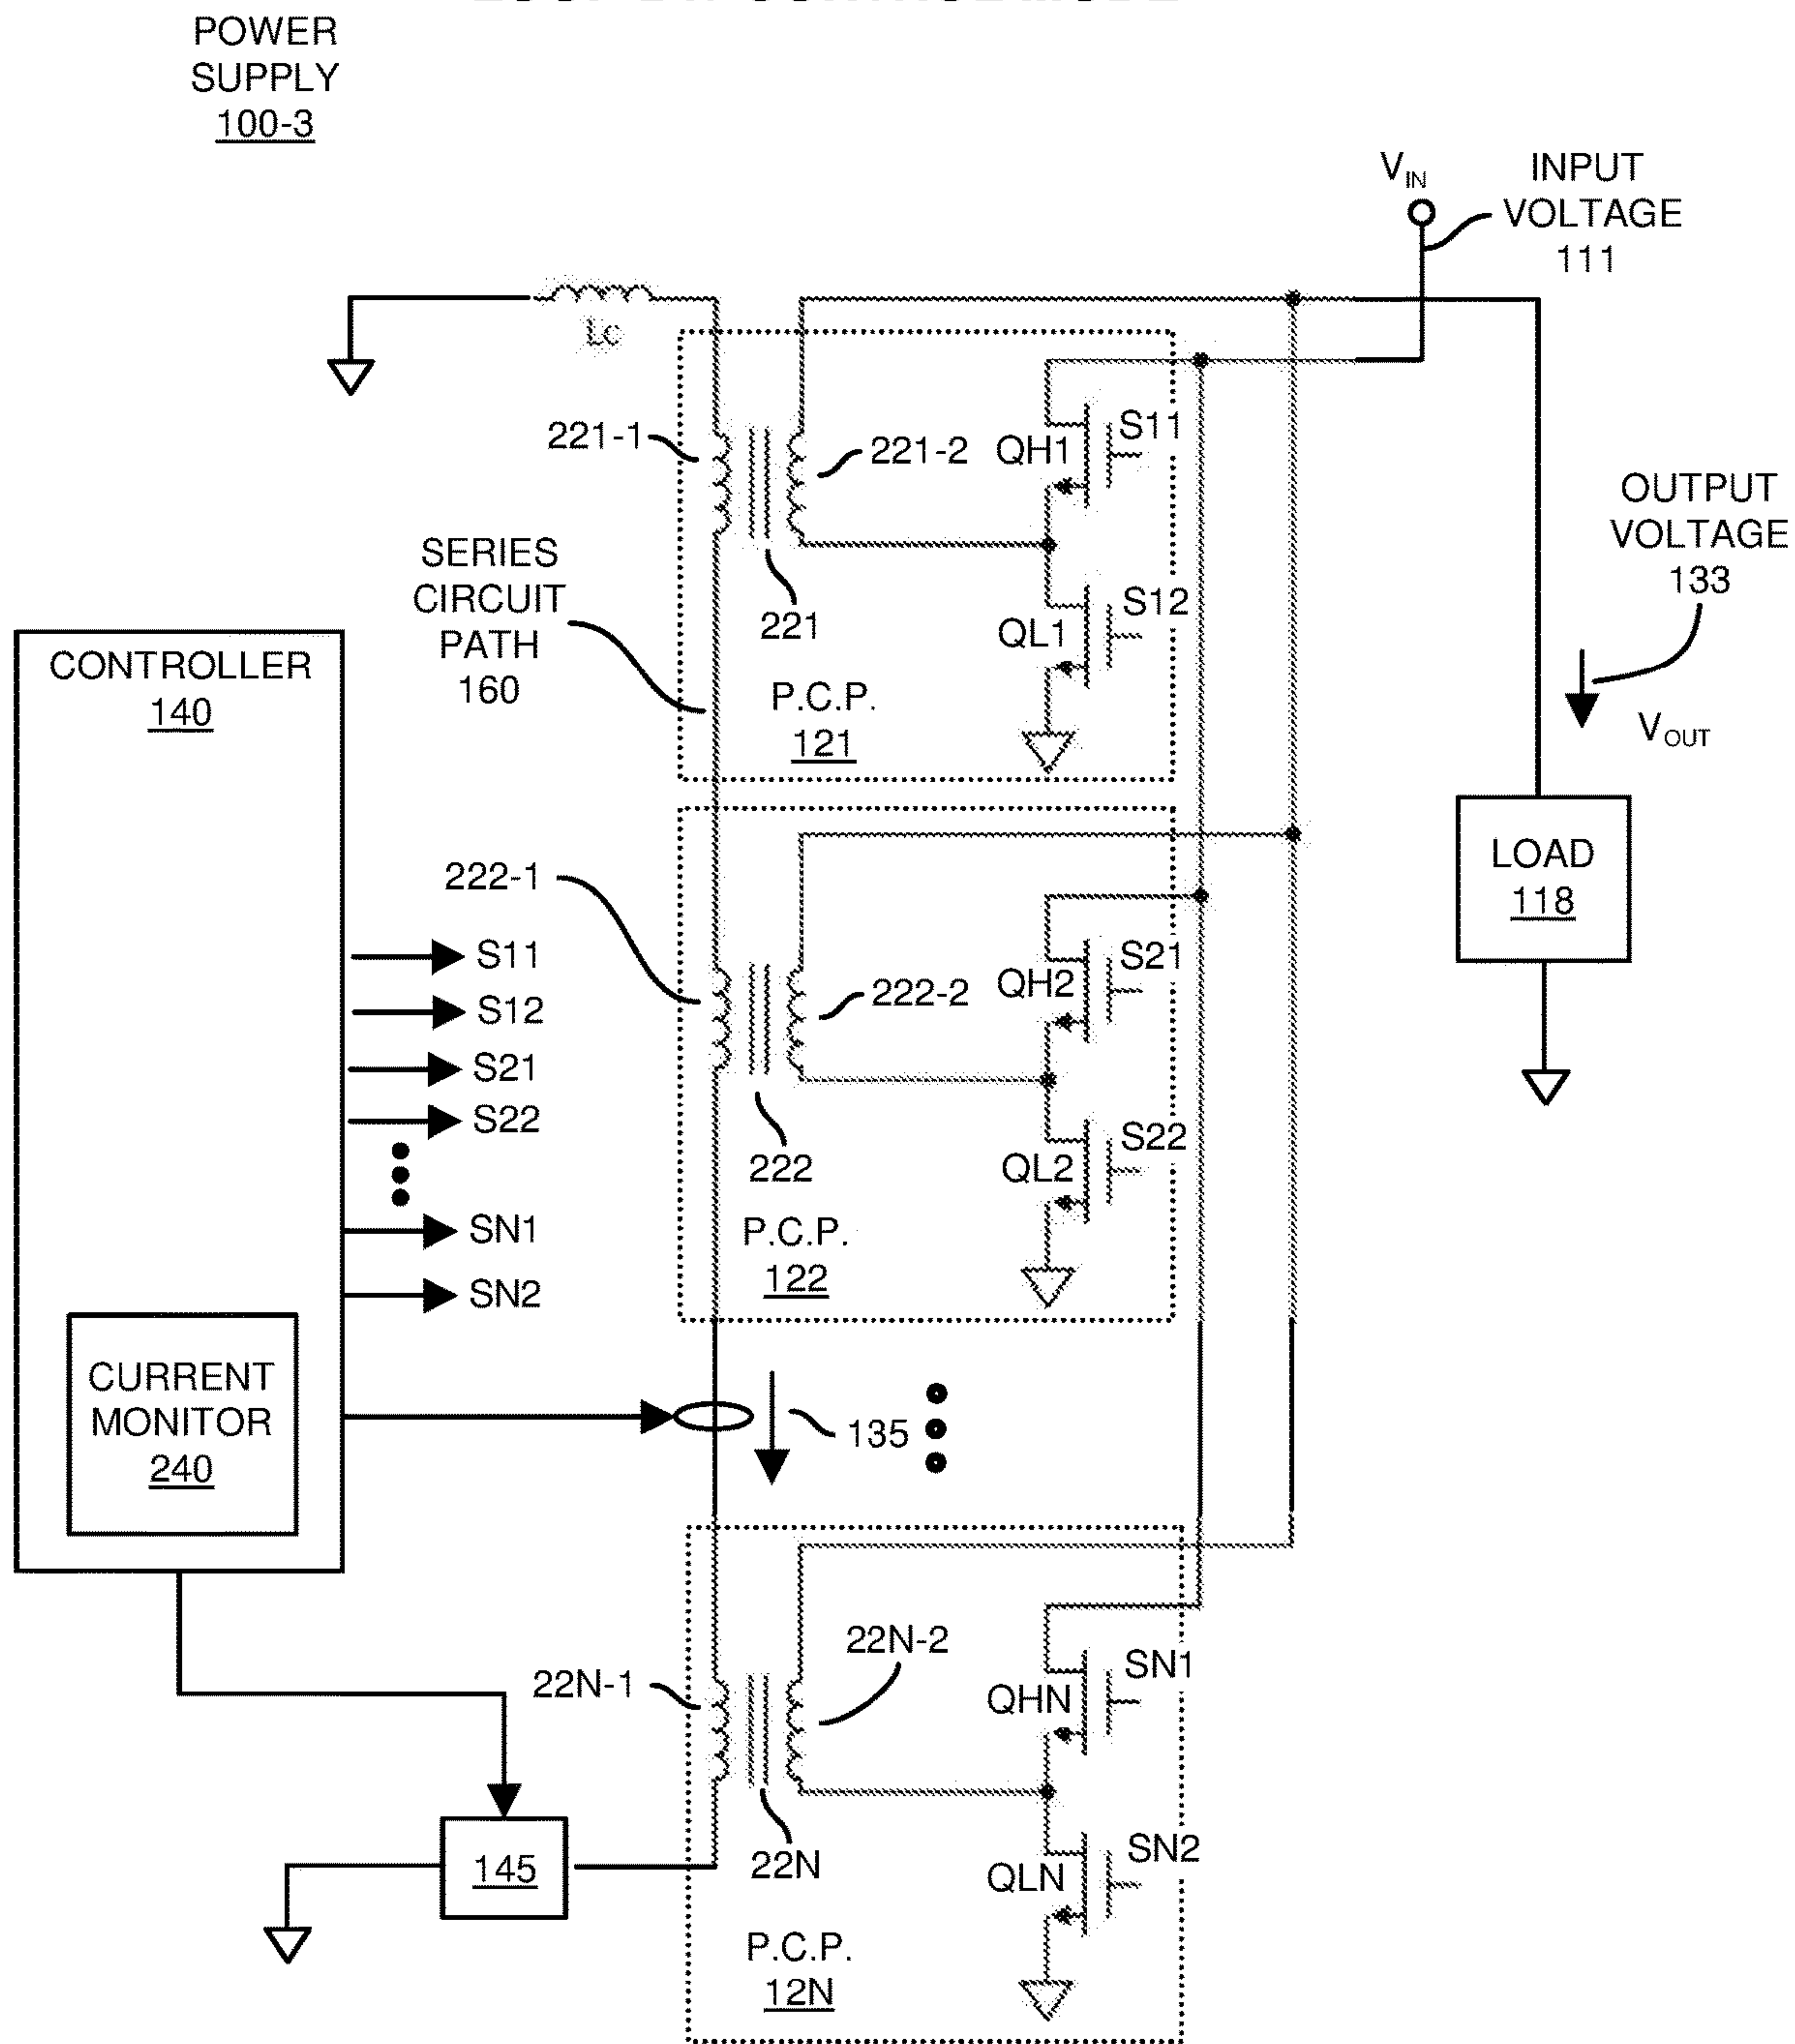 POWER
SUPPLY
100-3
V_IN
INPUT
VOLTAGE
111
Lc
221-1
221-2
QH1
S11
SERIES
CIRCUIT
PATH
160
221
QL1
S12
P.C.P.
121
OUTPUT
VOLTAGE
133
V_OUT
LOAD
118
CONTROLLER
140
222-1
222-2
QH2
S21
222
QL2
S22
P.C.P.
122
S11
S12
S21
S22
SN1
SN2
CURRENT
MONITOR
240
135
22N-1
22N-2
QHN
SN1
22N
QLN
SN2
145
P.C.P.
12N